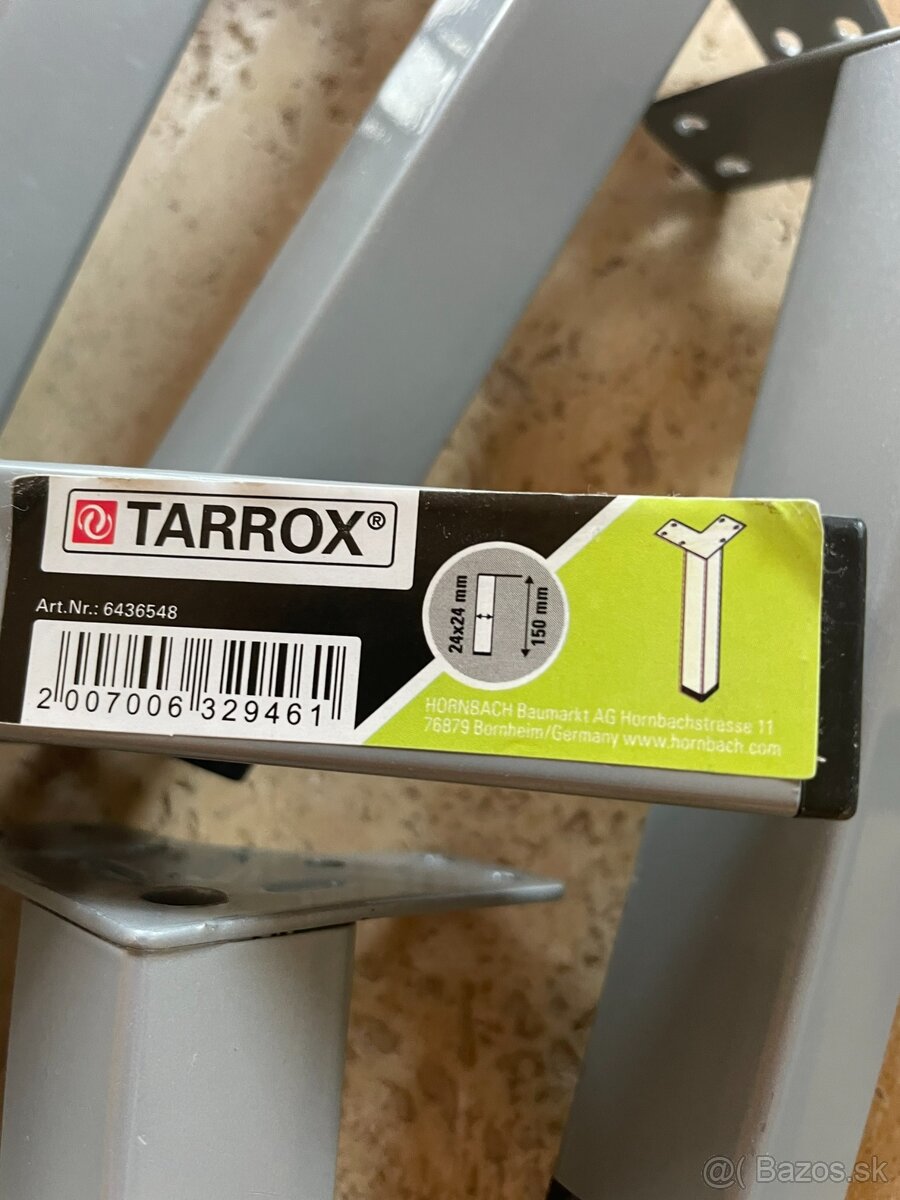 TARROX®
Art.Nr.: 6436548
2 007006 329461
24x24 mm
150 mm
HORNBACH Baumarkt AG Hornbachstrasse 11
76879 Bornheim/Germany www.hornbach.com
@( Bazos.sk